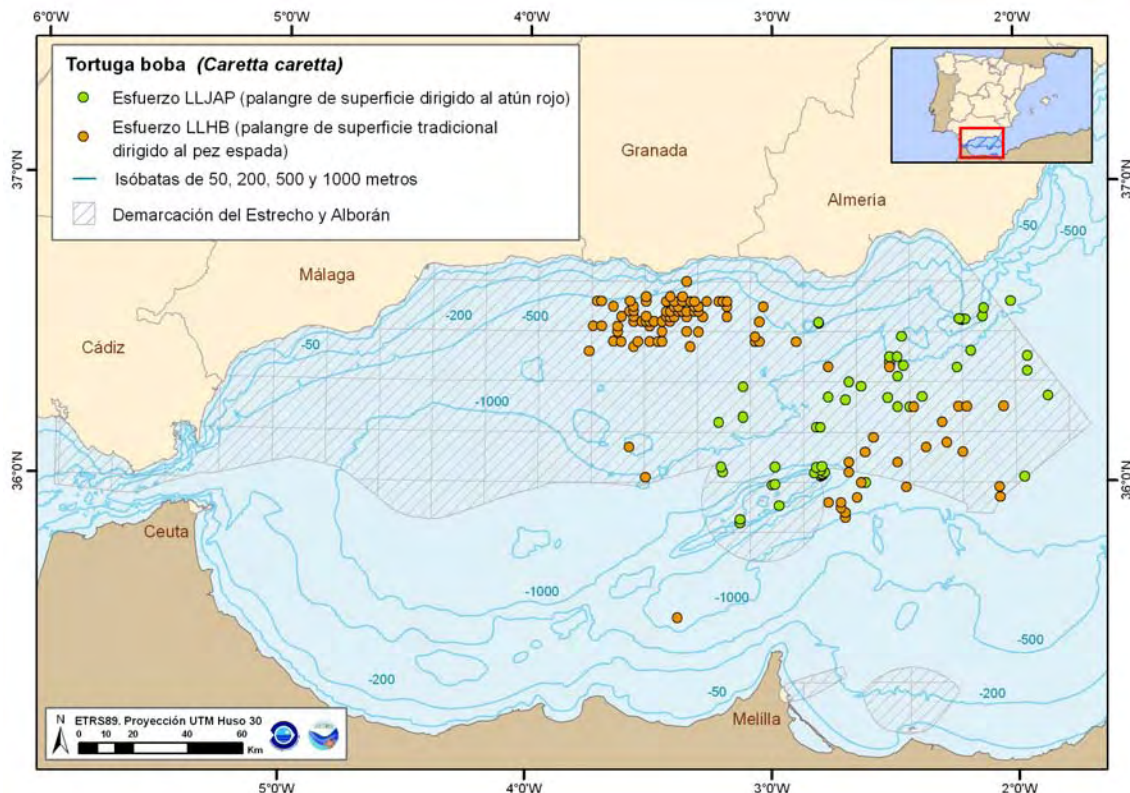 6°0'W 5°0'W 4°0'W 3°0'W 2°0'W
Tortuga boba (Caretta caretta)
Esfuerzo LLJAP (palangre de superficie dirigido al atún rojo)
Esfuerzo LLHB (palangre de superficie tradicional
dirigido al pez espada)
Isóbatas de 50, 200, 500 y 1000 metros
Demarcación del Estrecho y Alborán
Granada
37°0'N
37°0'N
Almería
-50
-500
Málaga
-200
-500
Cádiz
-50
-1000
36°0'N
36°0'N
Ceuta
-1000
-1000
-500
-200
-50
-200
Melilla
N
ETRS89. Proyección UTM Huso 30
0 10 20 40 60
Km
5°0'W 4°0'W 3°0'W 2°0'W